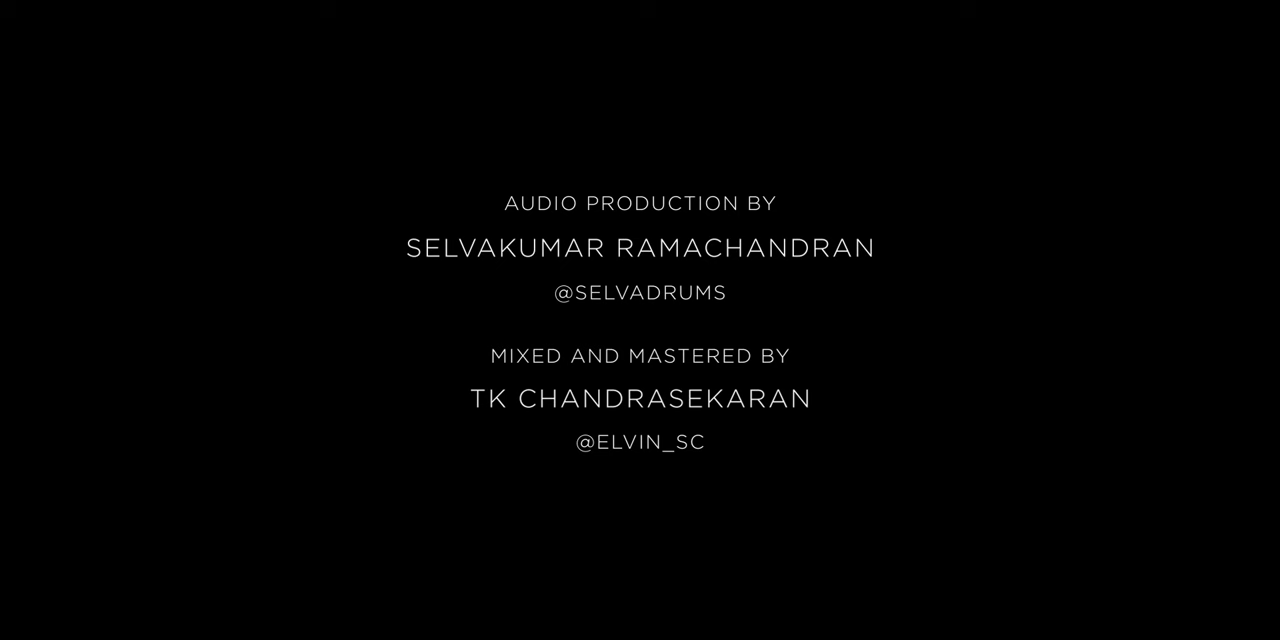 AUDIO PRODUCTION BY
SELVAKUMAR RAMACHANDRAN
@SELVADRUMS
MIXED AND MASTERED BY
TK CHANDRASEKARAN
@ELVIN_SC